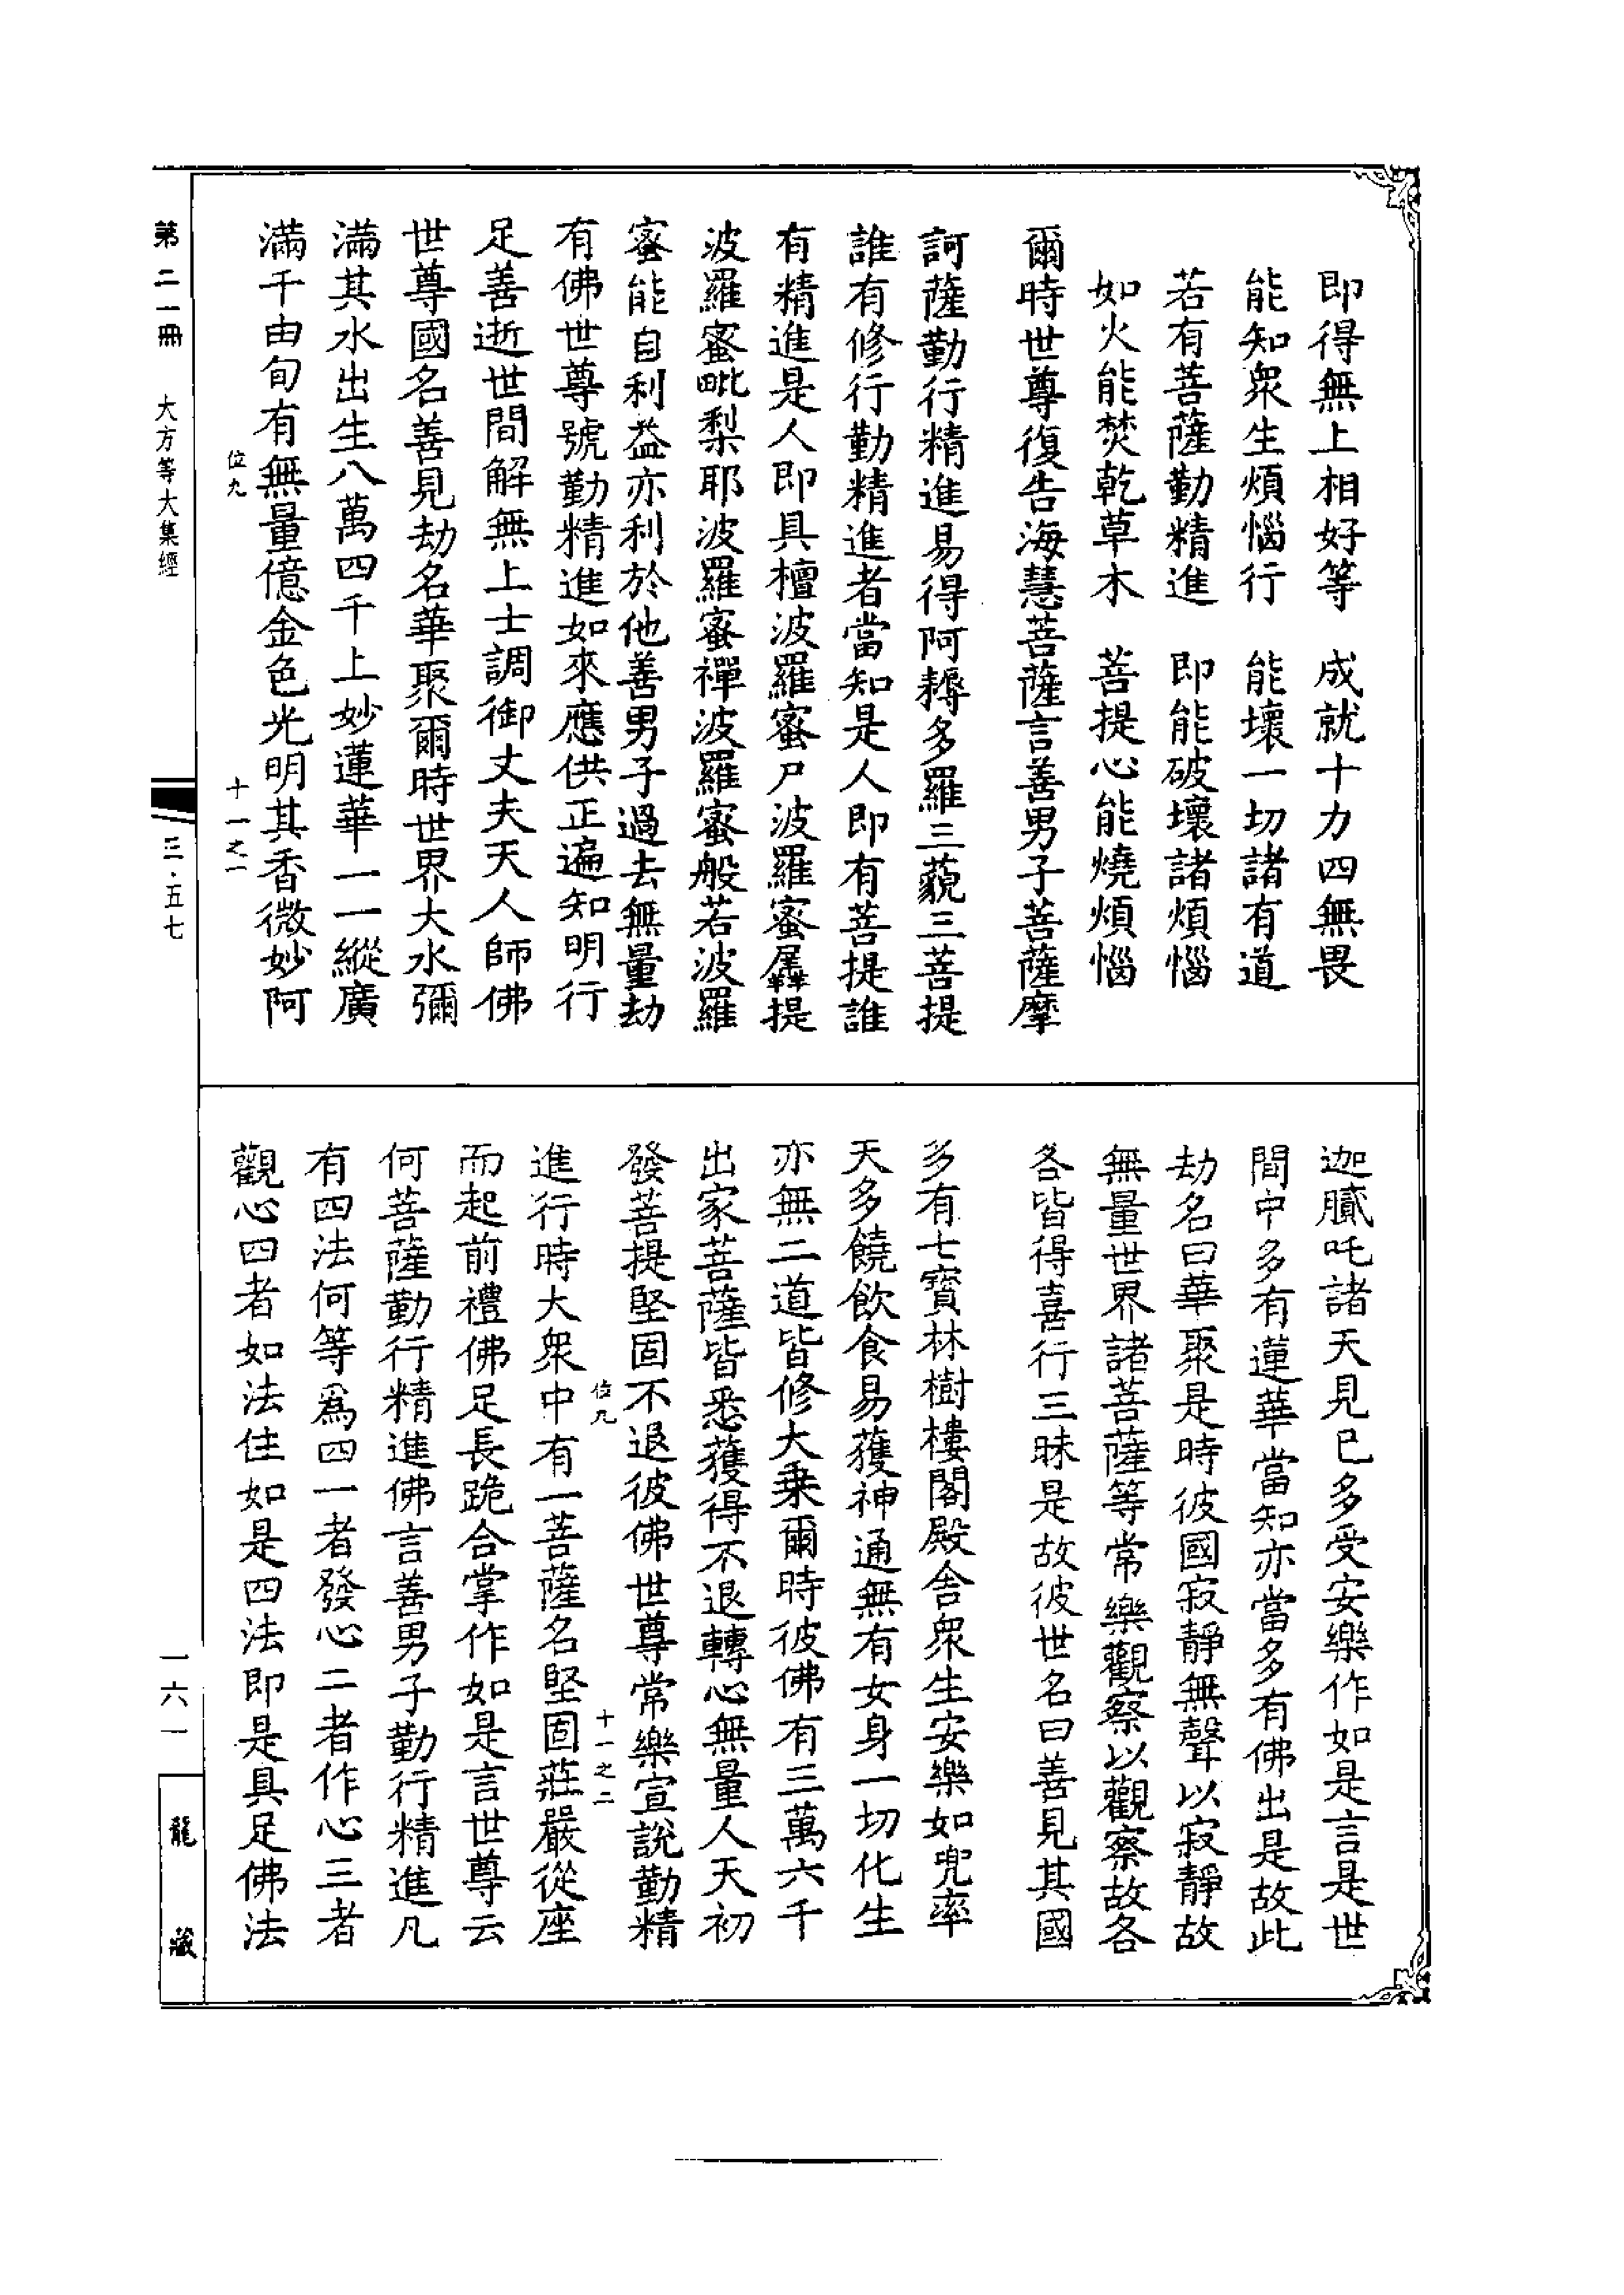 即得無上相好等　成就十力四無畏
能知衆生煩惱行　能壞一切諸有道
若有菩薩勤精進　即能破壞諸煩惱
如火能焚乾草木　菩提心能燒煩惱
爾時世尊復告海慧菩薩言善男子菩薩摩
訶薩勤行精進易得阿耨多羅三藐三菩提
誰有修行勤精進者當知是人即有菩提誰
有精進是人即具檀波羅蜜尸波羅蜜羼提
波羅蜜毗梨耶波羅蜜禪波羅蜜般若波羅
蜜能自利益亦利於他善男子過去無量劫
有佛世尊號勤精進如來應供正遍知明行
足善逝世間解無上士調御丈夫天人師佛
世尊國名善見劫名華聚爾時世界大水彌
滿其水出生八萬四千上妙蓮華一一縱廣
滿千由旬有無量億金色光明其香微妙阿
位九　十一之一
迦膩吒諸天見已多受安樂作如是言是世
間中多有蓮華當知亦當多有佛出是故此
劫名曰華聚是時彼國寂靜無聲以寂靜故
無量世界諸菩薩等常樂觀察以觀察故各
各皆得喜行三昧是故彼世名曰善見其國
多有七寶林樹樓閣殿舍衆生安樂如兜率
天多饒飲食易獲神通無有女身一切化生
亦無二道皆修大乘爾時彼佛有三萬六千
出家菩薩皆悉獲得不退轉心無量人天初
發菩提堅固不退彼佛世尊常樂宣說勤精
位九　十一之二
進行時大衆中有一菩薩名堅固莊嚴從座
而起前禮佛足長跪合掌作如是言世尊云
何菩薩勤行精進佛言善男子勤行精進凡
有四法何等爲四一者發心二者作心三者
觀心四者如法住如是四法即是具足佛法
第二一冊　大方等大集經　三·五七　一六一　龍藏